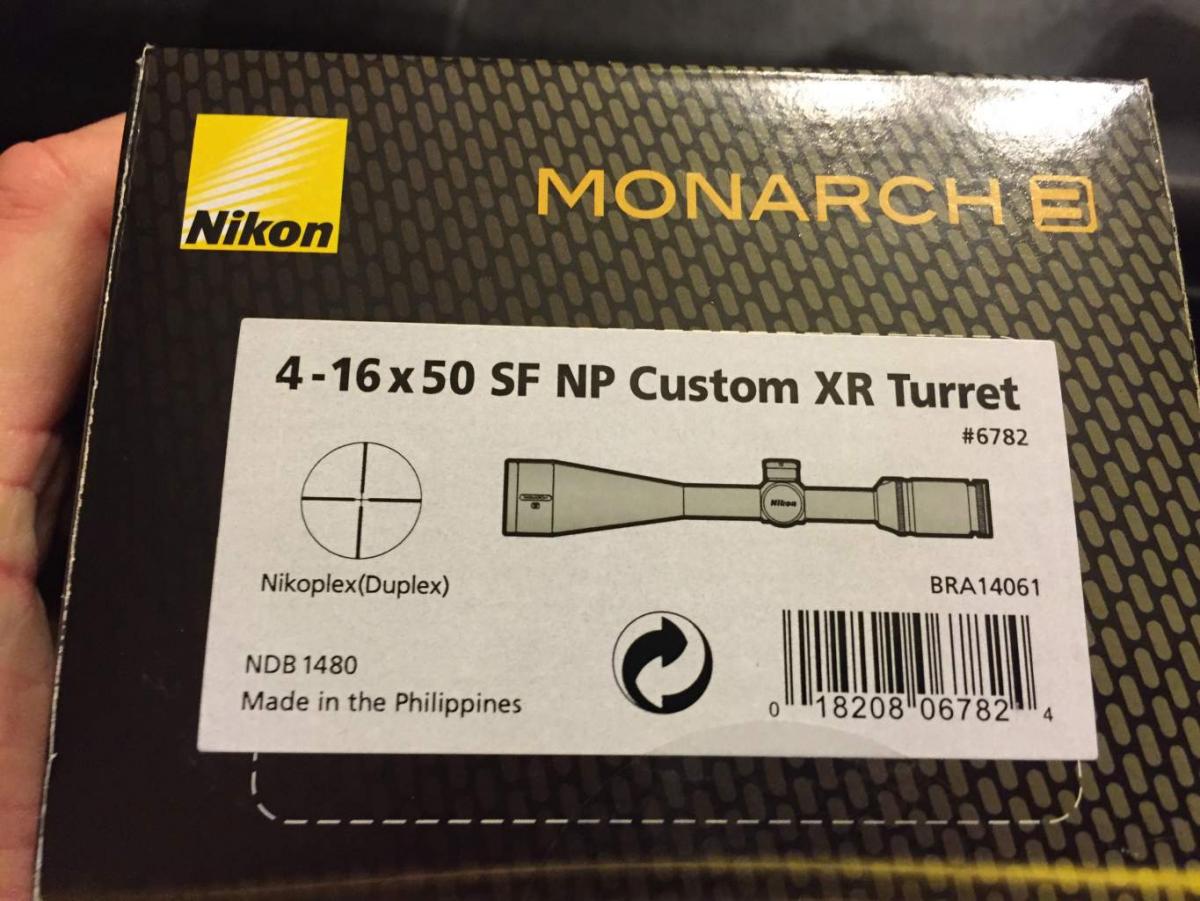 Nikon
MONARCH 3
4-16x50 SF NP Custom XR Turret
#6782
Nikon
Nikoplex(Duplex)
BRA14061
NDB 1480
Made in the Philippines
0 18208 06782 4